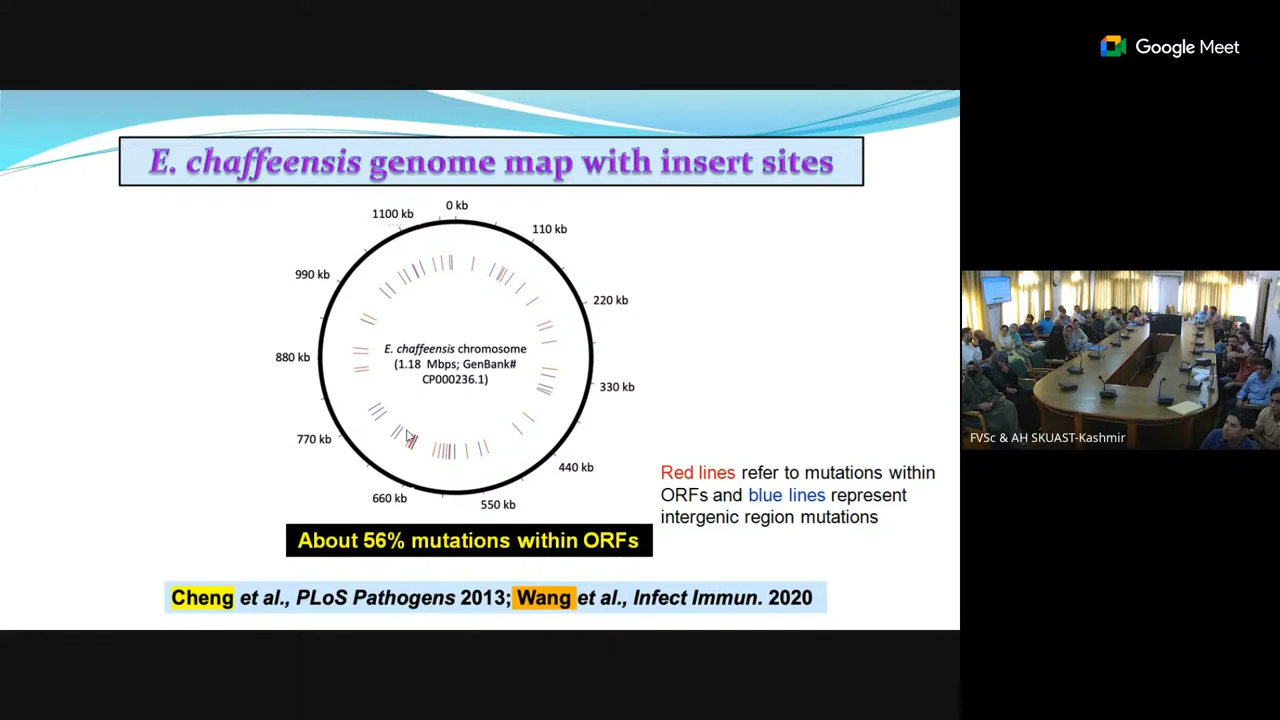 Google Meet
E. chaffeensis genome map with insert sites
0 kb
1100 kb
110 kb
990 kb
220 kb
E. chaffeensis chromosome
(1.18 Mbps; GenBank#
CP000236.1)
880 kb
330 kb
770 kb
440 kb
660 kb
550 kb
Red lines refer to mutations within
ORFs and blue lines represent
intergenic region mutations
About 56% mutations within ORFs
Cheng et al., PLoS Pathogens 2013; Wang et al., Infect Immun. 2020
FVSc & AH SKUAST-Kashmir